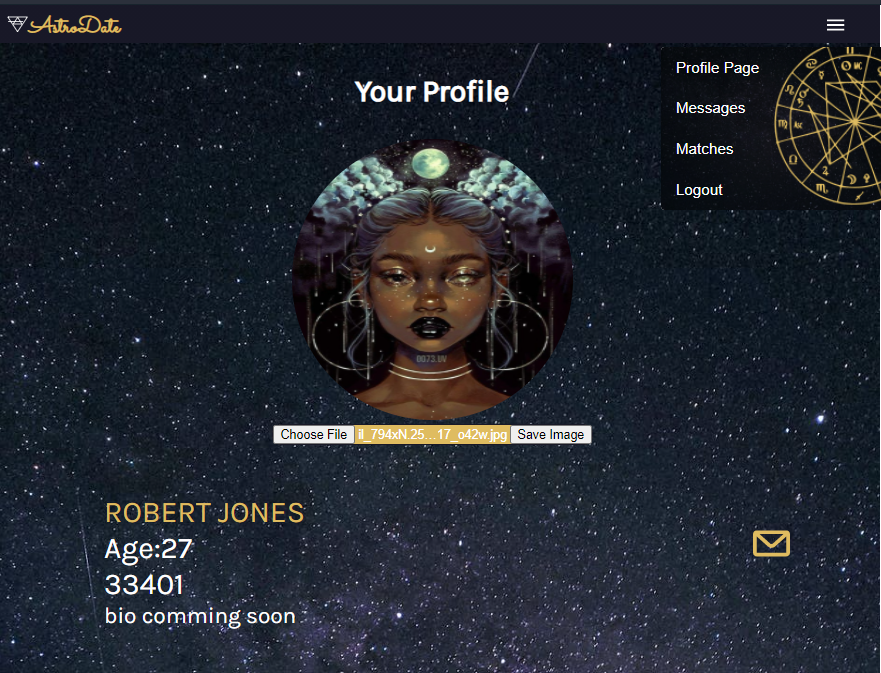 AstroDate
Your Profile
Profile Page
Messages
Matches
Logout
Choose File il_794xN.25...17_o42w.jpg Save Image
ROBERT JONES
Age:27
33401
bio comming soon